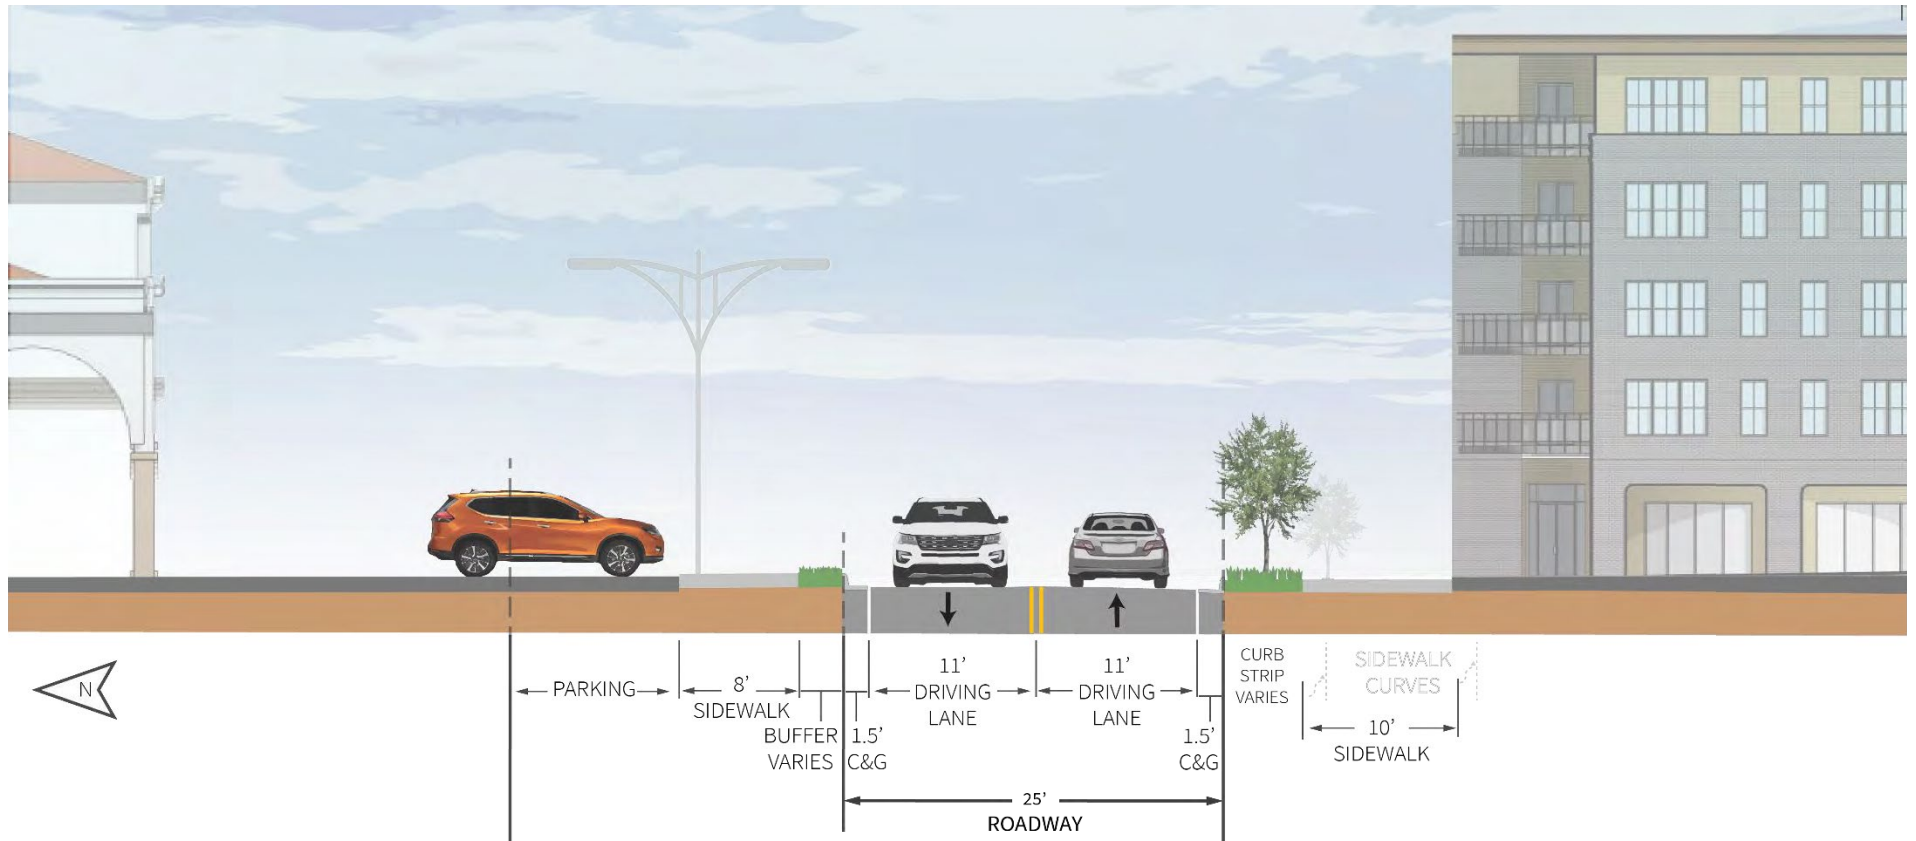 N
PARKING
8'
SIDEWALK
BUFFER
VARIES
1.5'
C&G
11'
DRIVING
LANE
11'
DRIVING
LANE
1.5'
C&G
CURB
STRIP
VARIES
SIDEWALK
CURVES
10'
SIDEWALK
25'
ROADWAY